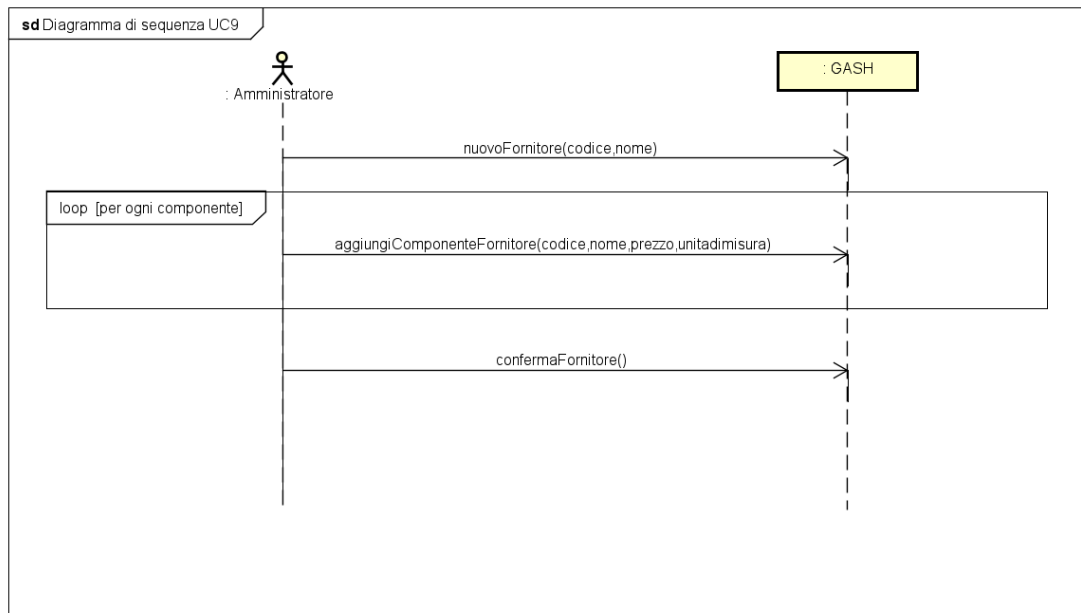 sd Diagramma di sequenza UC9
: Amministratore
: GASH
nuovoFornitore(codice,nome)
loop [per ogni componente]
aggiungiComponenteFornitore(codice,nome,prezzo,unitadimisura)
confermaFornitore()